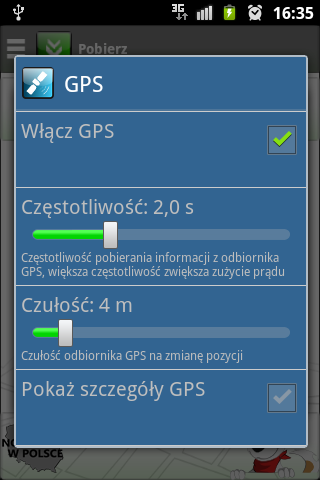 3G
16:35
Pobierz
GPS
Włącz GPS
Częstotliwość: 2,0 s
Częstotliwość pobierania informacji z odbiornika
GPS, większa częstotliwość zwiększa zużycie prądu
Czułość: 4 m
Czułość odbiornika GPS na zmianę pozycji
Pokaż szczegóły GPS
W POLSCE